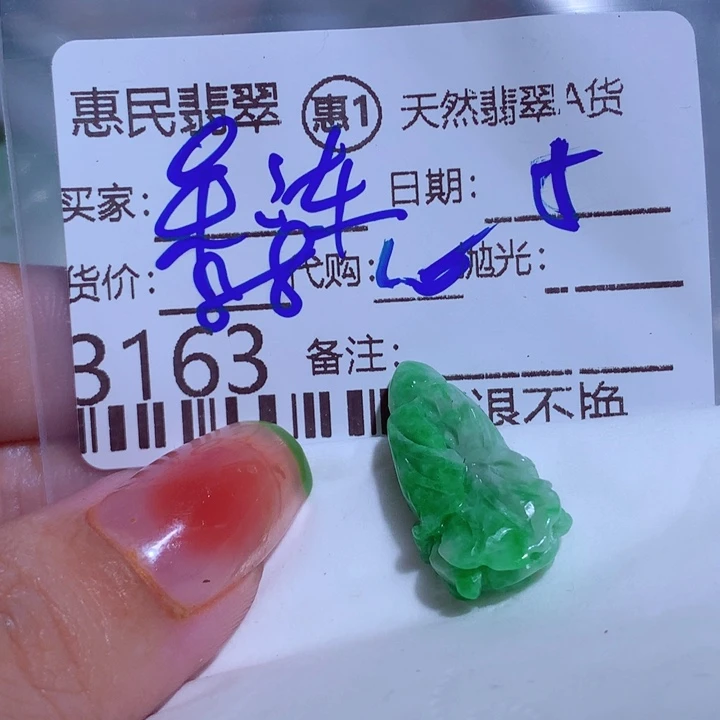 惠民翡翠 惠1 天然翡翠A货
买家: 日期:
货价: 88 代购: 抛光:
3163 备注:
退不换